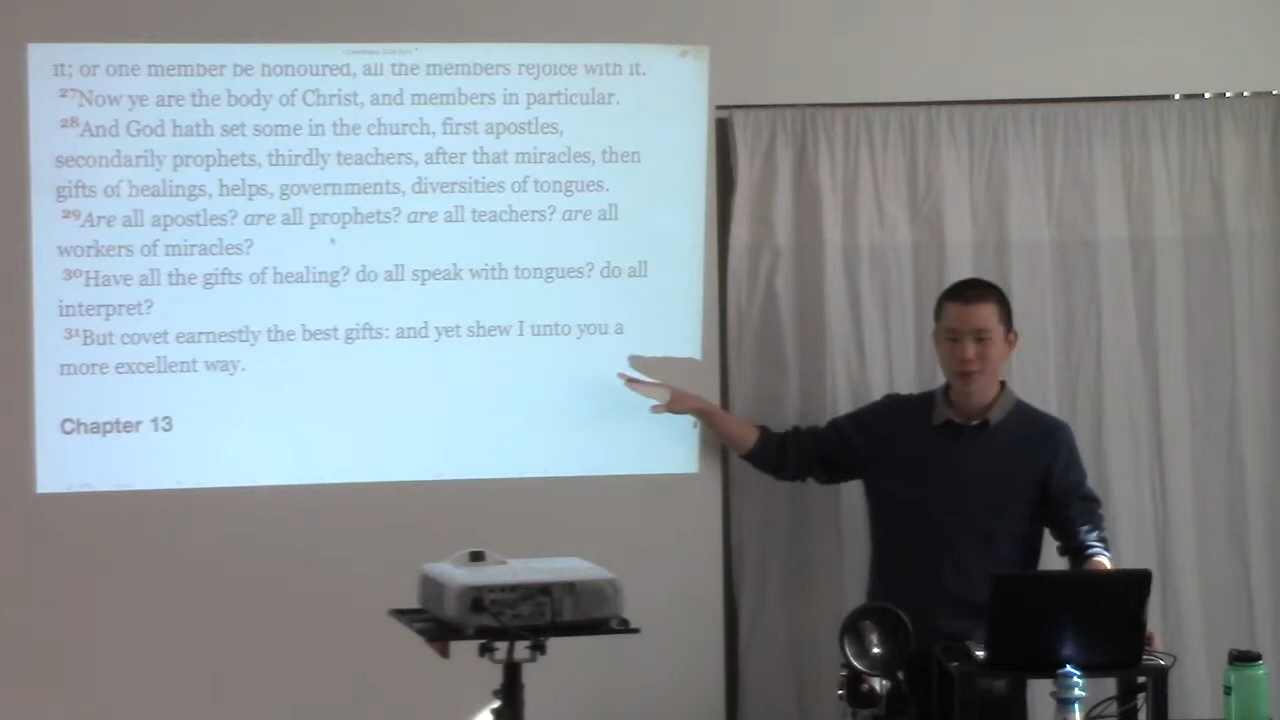 it; or one member be honoured, all the members rejoice with it.
27Now ye are the body of Christ, and members in particular.
28And God hath set some in the church, first apostles,
secondarily prophets, thirdly teachers, after that miracles, then
gifts of healings, helps, governments, diversities of tongues.
29Are all apostles? are all prophets? are all teachers? are all
workers of miracles?
30Have all the gifts of healing? do all speak with tongues? do all
interpret?
31But covet earnestly the best gifts: and yet shew I unto you a
more excellent way.
Chapter 13